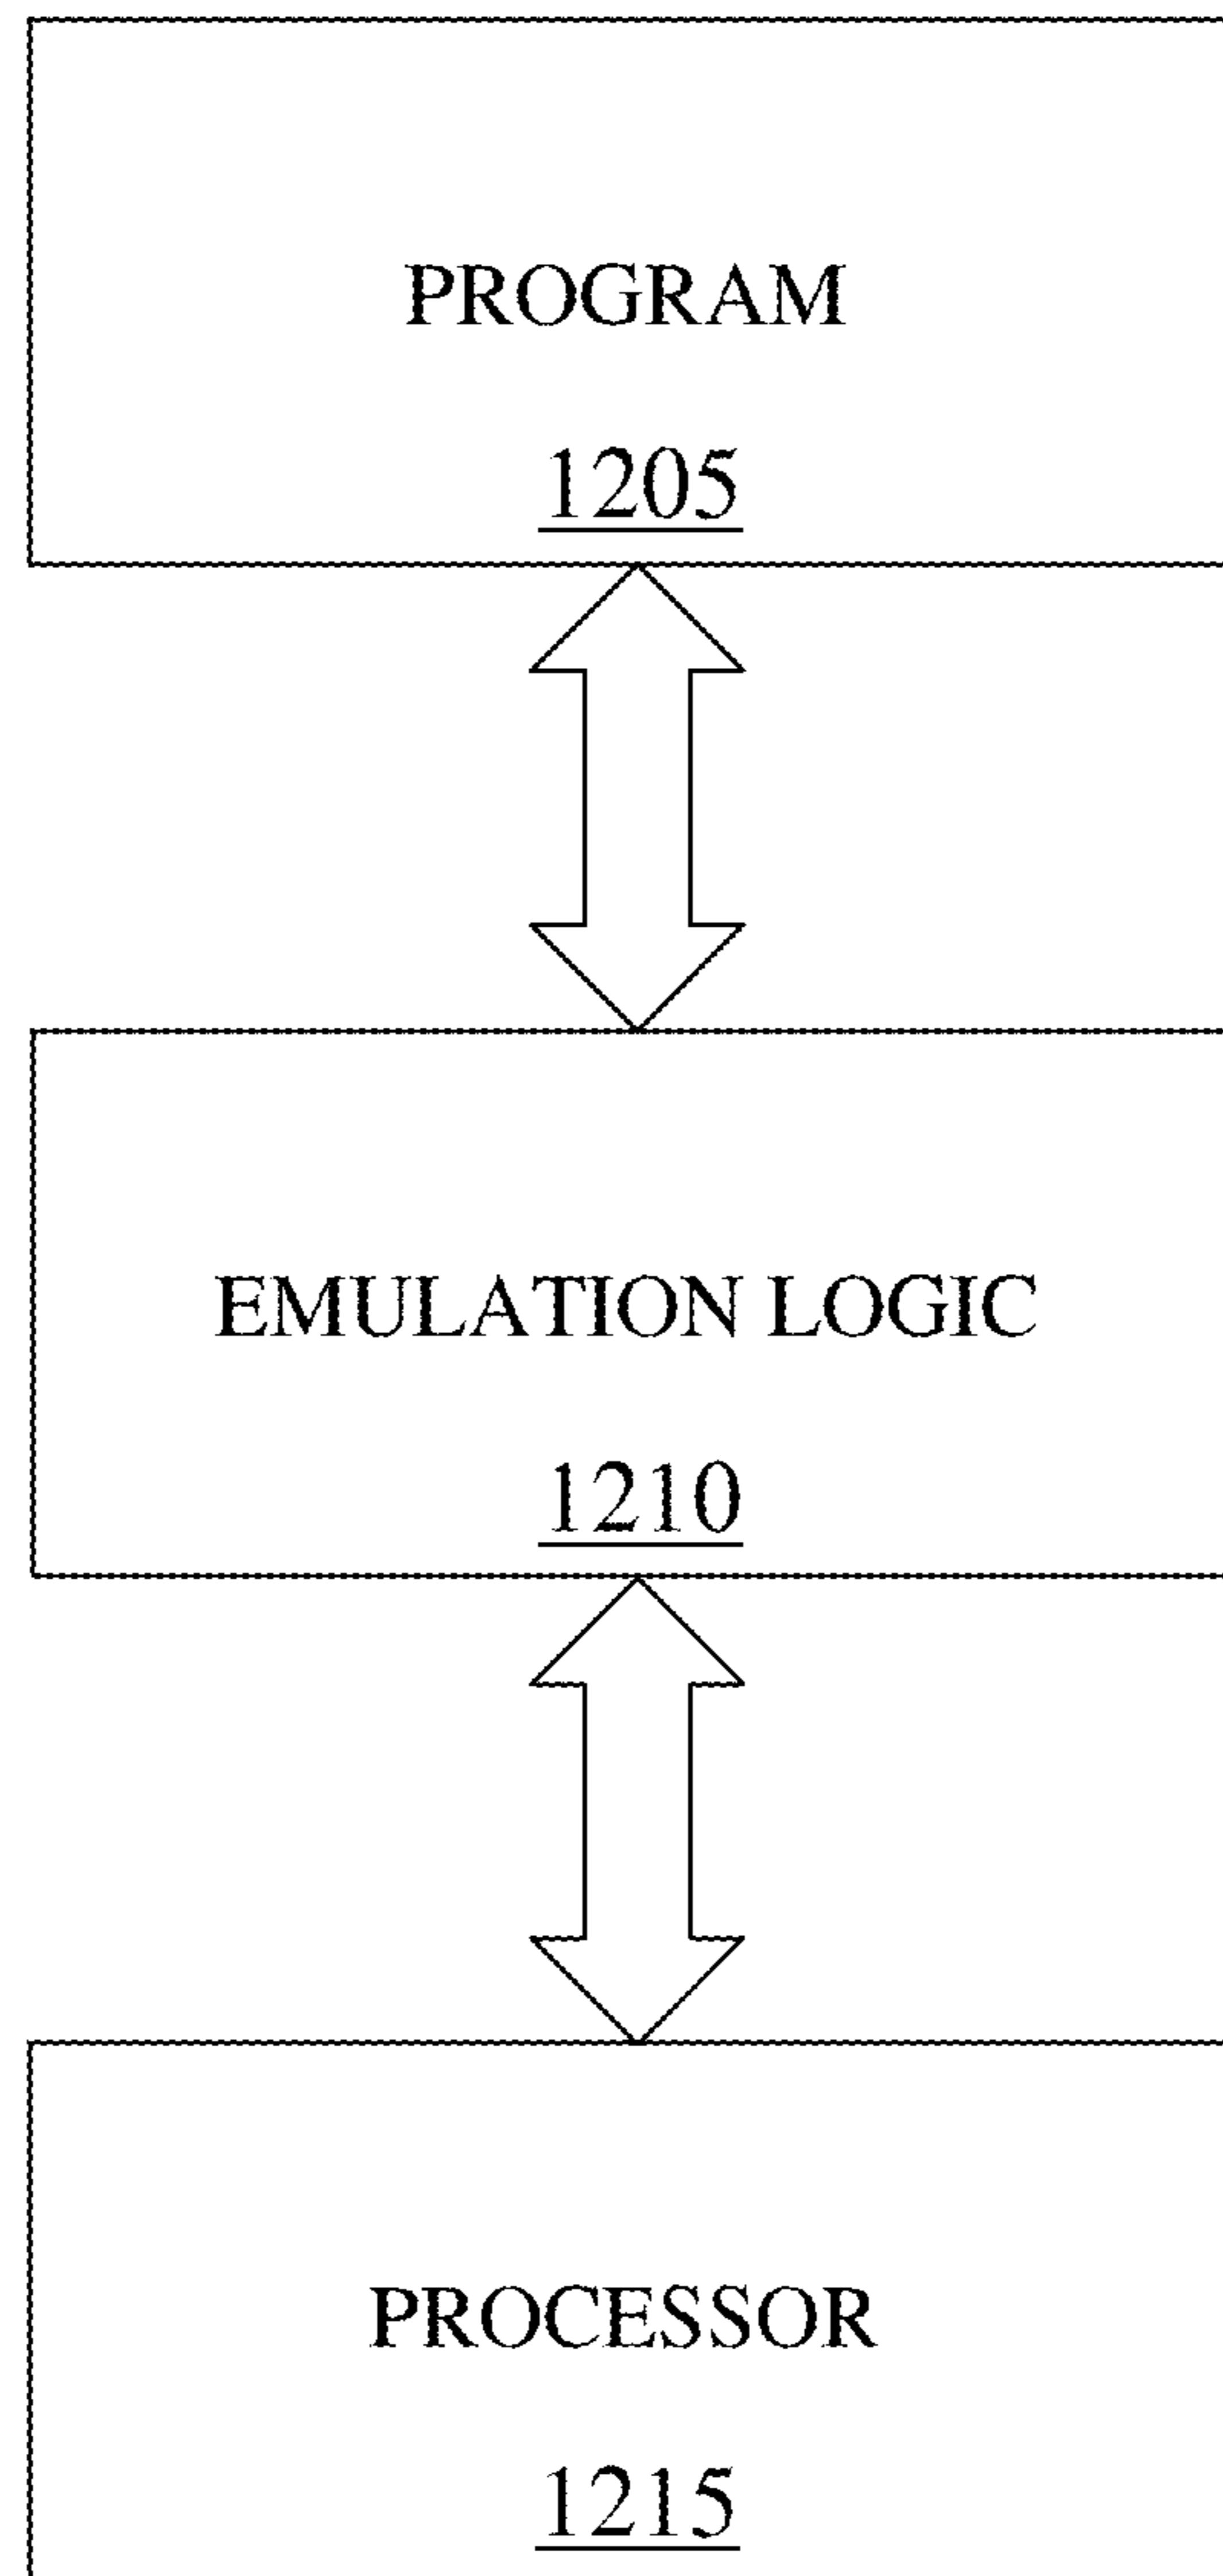 PROGRAM
1205
EMULATION LOGIC
1210
PROCESSOR
1215